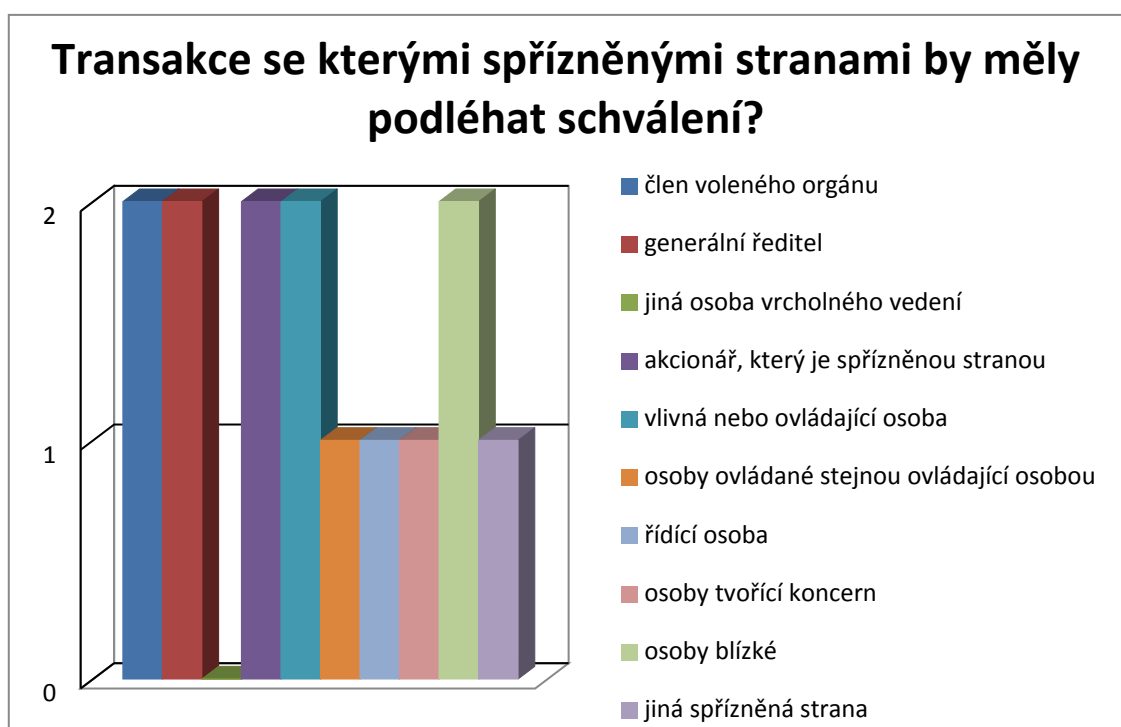 Transakce se kterými spřízněnými stranami by měly
podléhat schválení?
2
1
0
člen voleného orgánu
generální ředitel
jiná osoba vrcholného vedení
akcionář, který je spřízněnou stranou
vlivná nebo ovládající osoba
osoby ovládané stejnou ovládající osobou
řídící osoba
osoby tvořící koncern
osoby blízké
jiná spřízněná strana